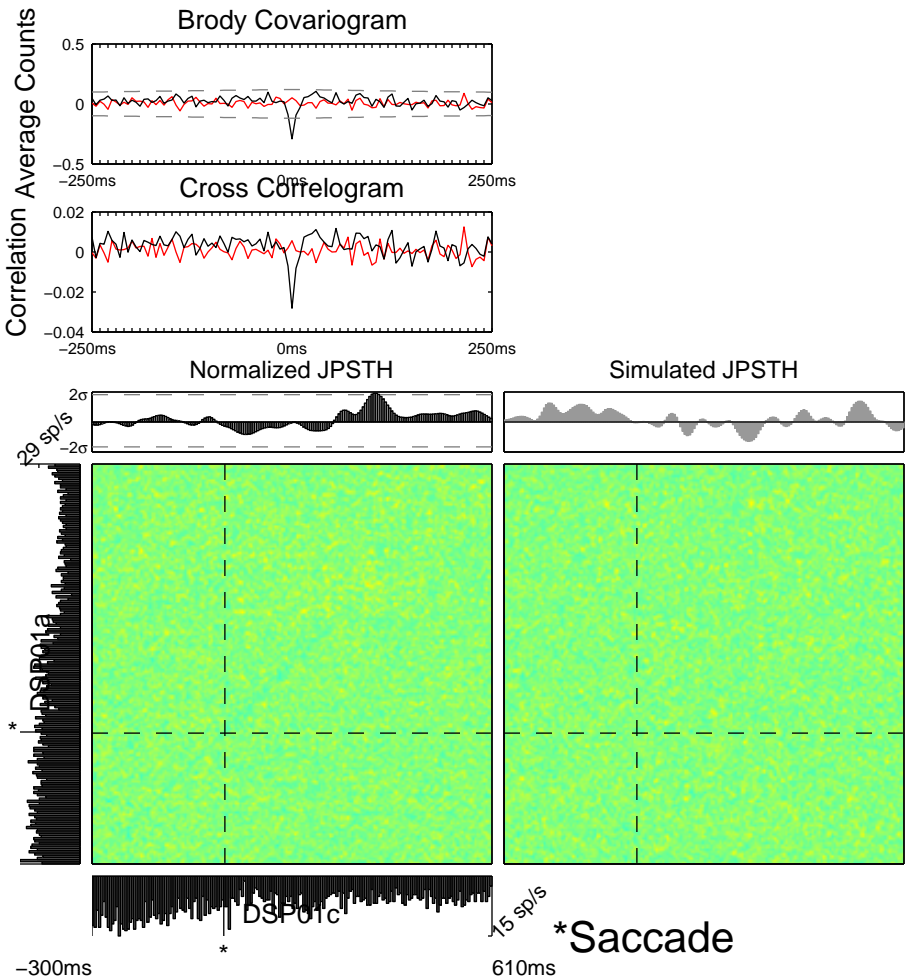 Brody Covariogram
Average Counts
0.5
0
−0.5
−250ms
0ms
250ms
Cross Correlogram
Correlation
0.02
0
−0.02
−0.04
−250ms
0ms
250ms
Normalized JPSTH
Simulated JPSTH
2σ
−2σ
29 sp/s
DSP01a
*
DSP01c
*
15 sp/s
*Saccade
−300ms
610ms